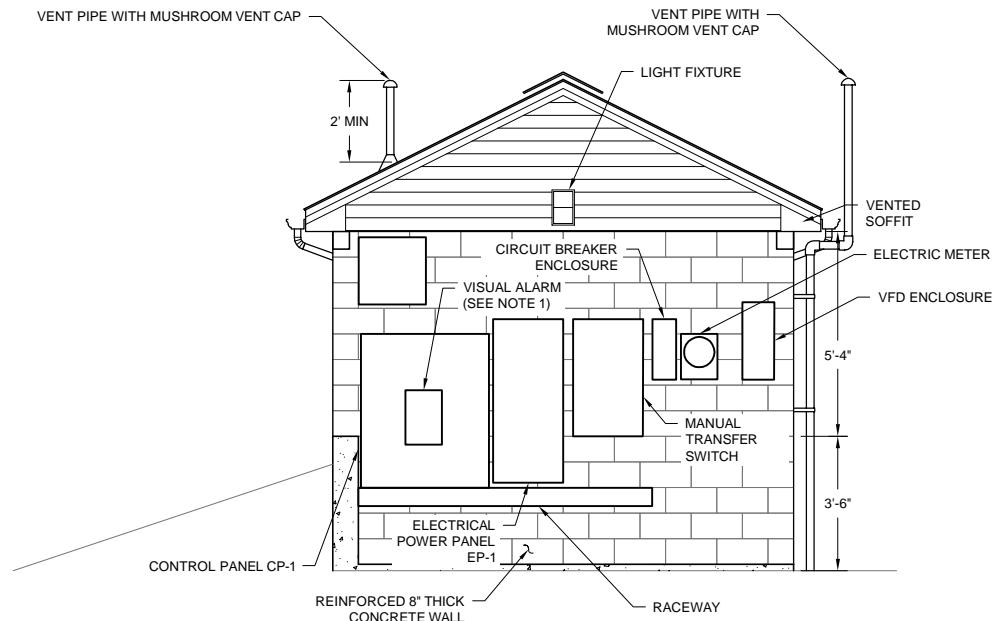 VENT PIPE WITH MUSHROOM VENT CAP
VENT PIPE WITH
MUSHROOM VENT CAP
LIGHT FIXTURE
2' MIN
VENTED
SOFFIT
CIRCUIT BREAKER
ENCLOSURE
ELECTRIC METER
VISUAL ALARM
(SEE NOTE 1)
VFD ENCLOSURE
5'-4"
MANUAL
TRANSFER
SWITCH
3'-6"
ELECTRICAL
POWER PANEL
EP-1
CONTROL PANEL CP-1
REINFORCED 8" THICK
CONCRETE WALL
RACEWAY